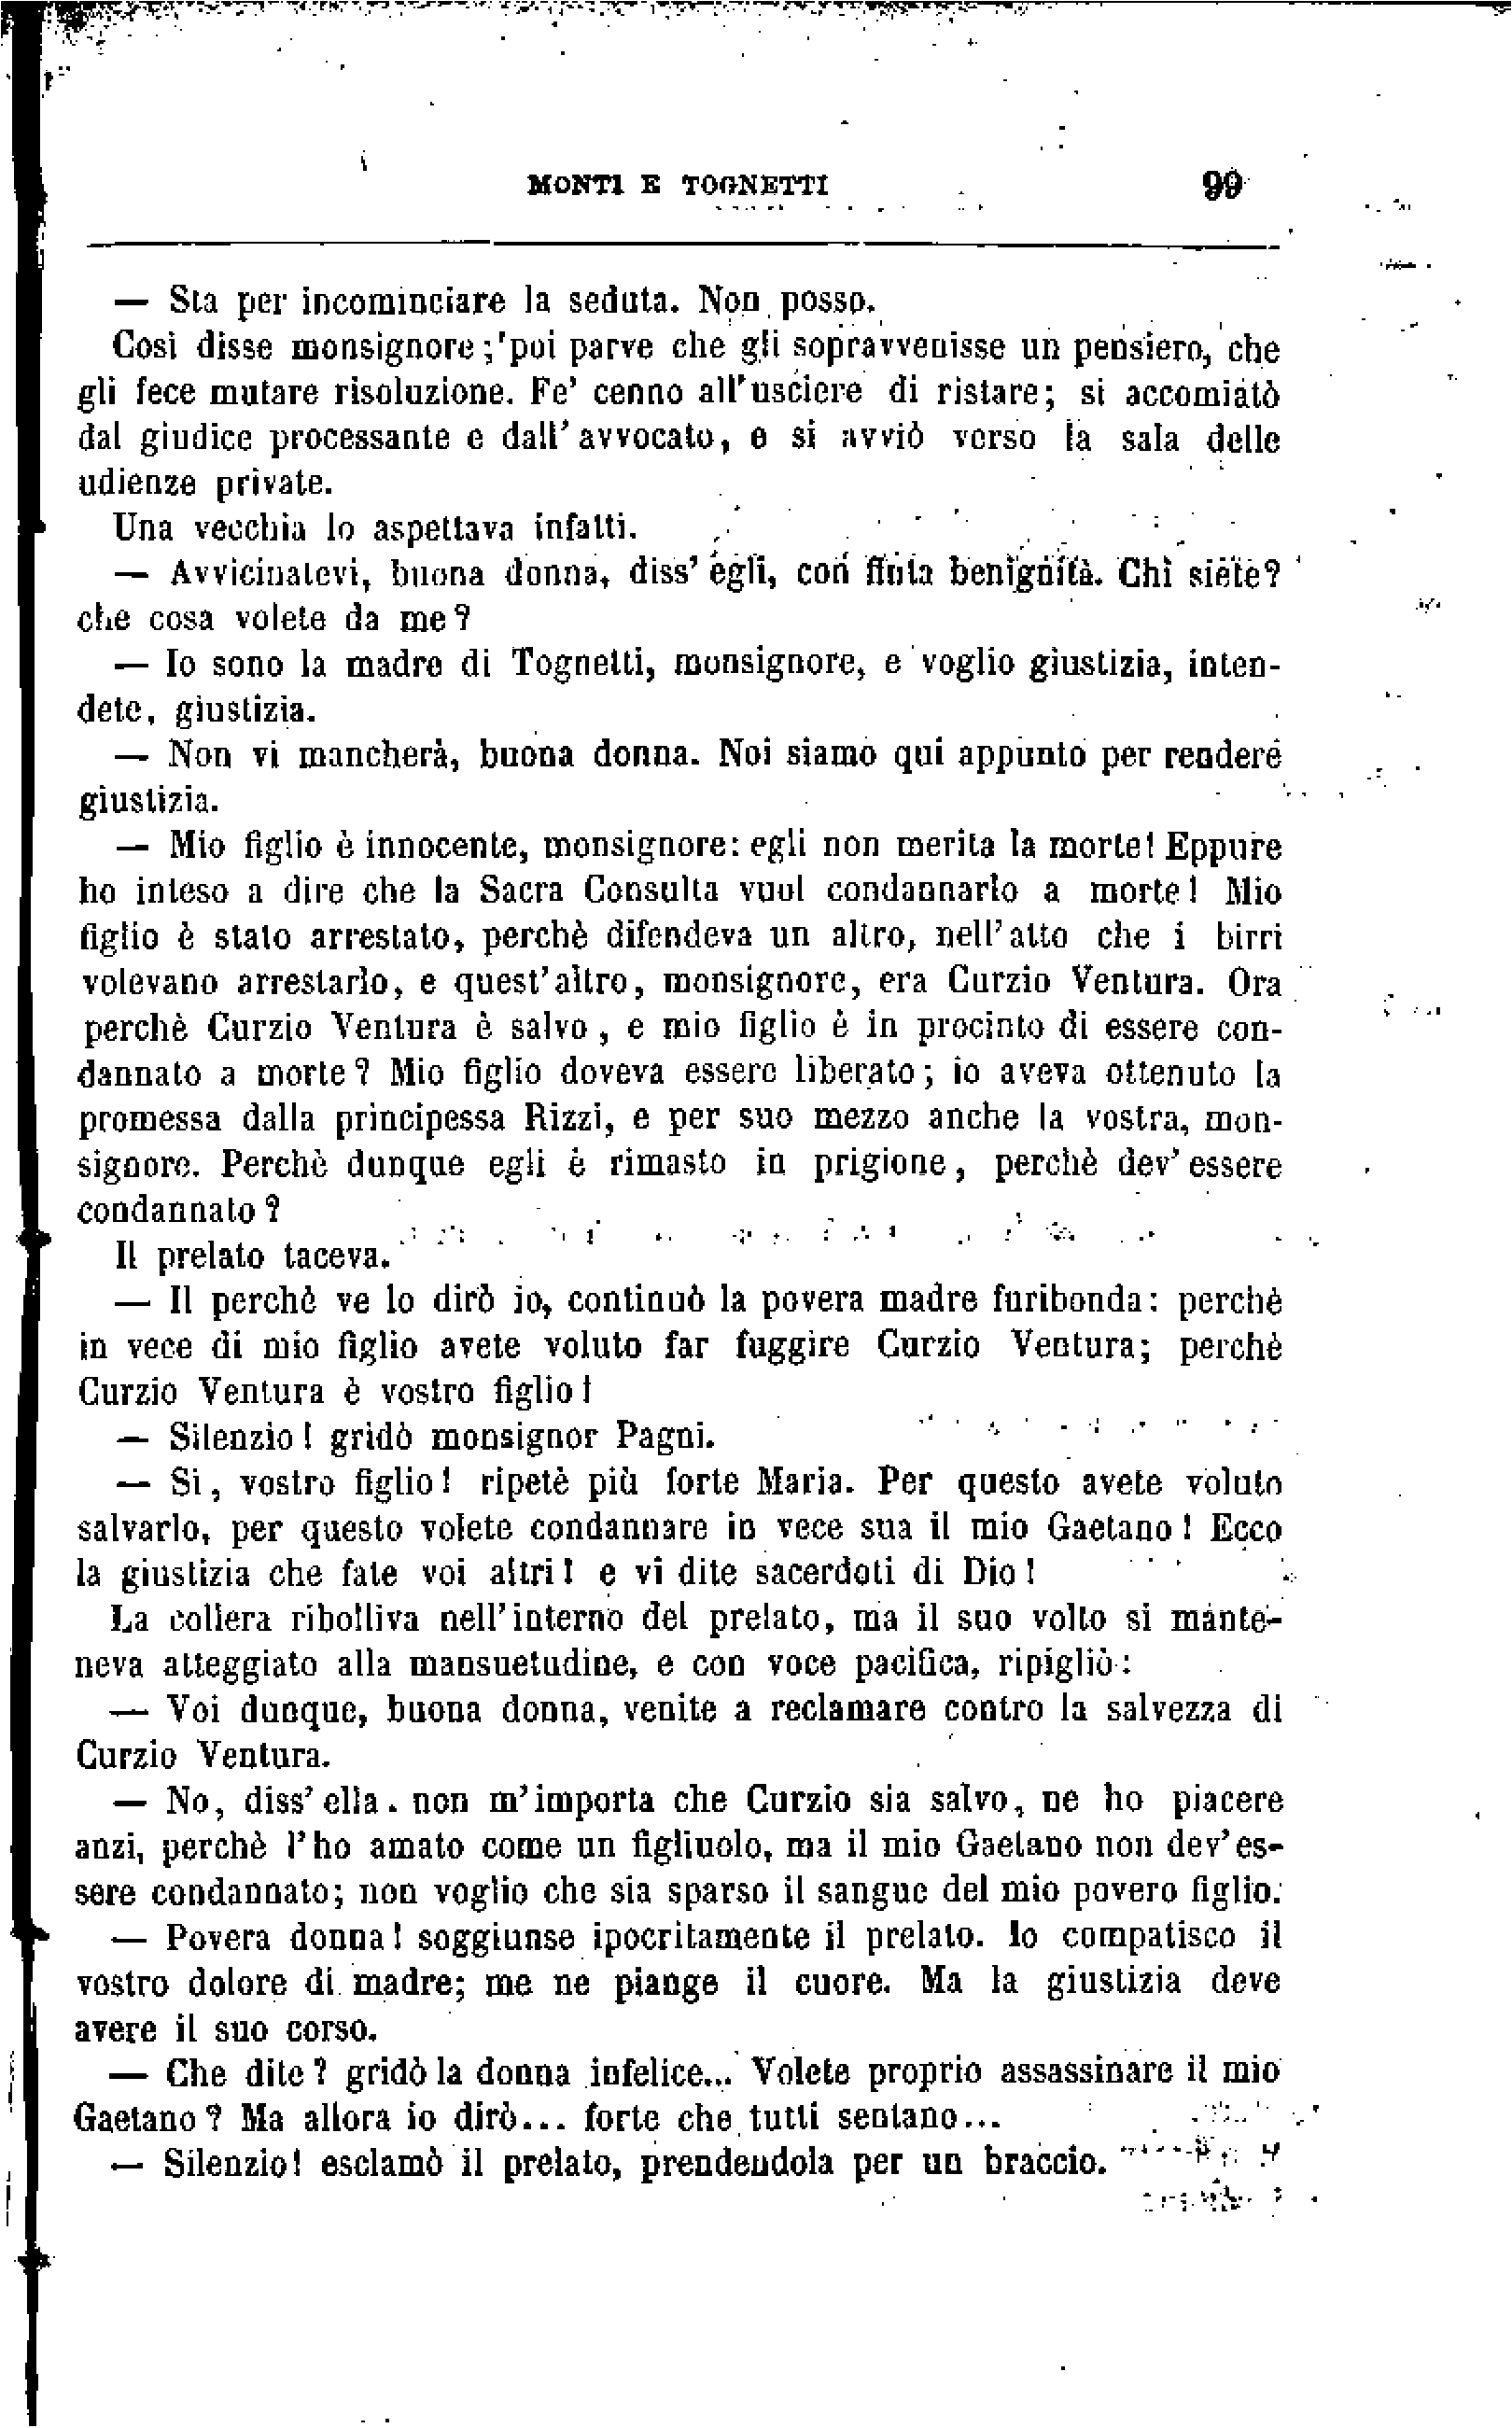 MONTI E TOGNETTI 99
— Sta per incominciare la seduta. Non posso.
Così disse monsignore; poi parve che gli sopravvenisse un pensiero, che
gli fece mutare risoluzione. Fe' cenno all'usciere di ristare; si accomiatò
dal giudice processante e dall'avvocato, e si avviò verso la sala delle
udienze private.
Una vecchia lo aspettava infatti.
— Avvicinatevi, buona donna, diss'egli, con finta benignità. Chi siete?
che cosa volete da me?
— Io sono la madre di Tognetti, monsignore, e voglio giustizia, inten-
dete, giustizia.
— Non vi mancherà, buona donna. Noi siamo qui appunto per rendere
giustizia.
— Mio figlio è innocente, monsignore: egli non merita la morte! Eppure
ho inteso a dire che la Sacra Consulta vuol condannarlo a morte! Mio
figlio è stato arrestato, perchè difendeva un altro, nell'atto che i birri
volevano arrestarlo, e quest'altro, monsignore, era Curzio Ventura. Ora
perchè Curzio Ventura è salvo, e mio figlio è in procinto di essere con-
dannato a morte? Mio figlio doveva essere liberato; io aveva ottenuto la
promessa dalla principessa Rizzi, e per suo mezzo anche la vostra, mon-
signore. Perchè dunque egli è rimasto in prigione, perchè dev'essere
condannato?
Il prelato taceva.
— Il perchè ve lo dirò io, continuò la povera madre furibonda: perchè
in vece di mio figlio avete voluto far fuggire Curzio Ventura; perchè
Curzio Ventura è vostro figlio!
— Silenzio! gridò monsignor Pagni.
— Si, vostro figlio! ripetè più forte Maria. Per questo avete voluto
salvarlo, per questo volete condannare in vece sua il mio Gaetano! Ecco
la giustizia che fate voi altri! e vi dite sacerdoti di Dio!
La collera ribolliva nell'interno del prelato, ma il suo volto si mante-
neva atteggiato alla mansuetudine, e con voce pacifica, ripigliò:
— Voi dunque, buona donna, venite a reclamare contro la salvezza di
Curzio Ventura.
— No, diss'ella. non m'importa che Curzio sia salvo, ne ho piacere
anzi, perchè l'ho amato come un figliuolo, ma il mio Gaetano non dev'es-
sere condannato; non voglio che sia sparso il sangue del mio povero figlio.
— Povera donna! soggiunse ipocritamente il prelato. Io compatisco il
vostro dolore di madre; me ne piange il cuore. Ma la giustizia deve
avere il suo corso.
— Che dite? gridò la donna infelice... Volete proprio assassinare il mio
Gaetano? Ma allora io dirò... forte che tutti sentano...
— Silenzio! esclamò il prelato, prendendola per un braccio.